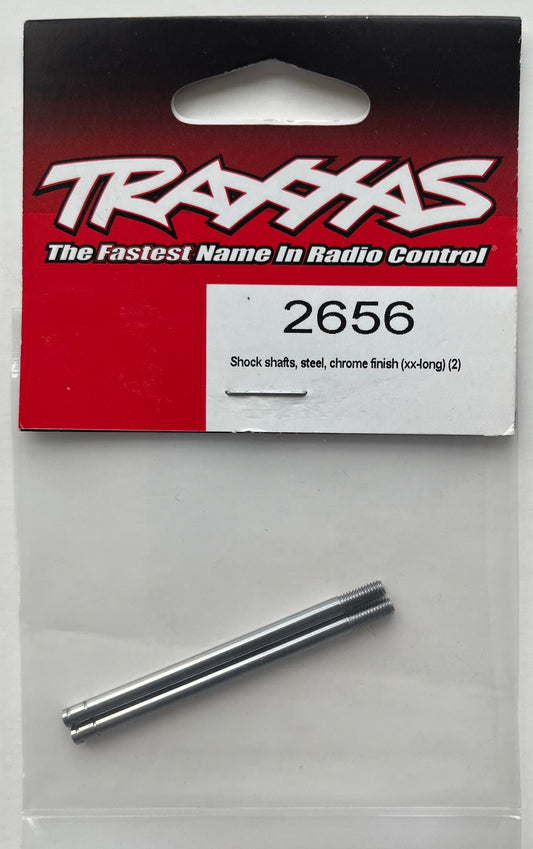 TRAXXAS
The Fastest Name In Radio Control®
2656
Shock shafts, steel, chrome finish (xx-long) (2)